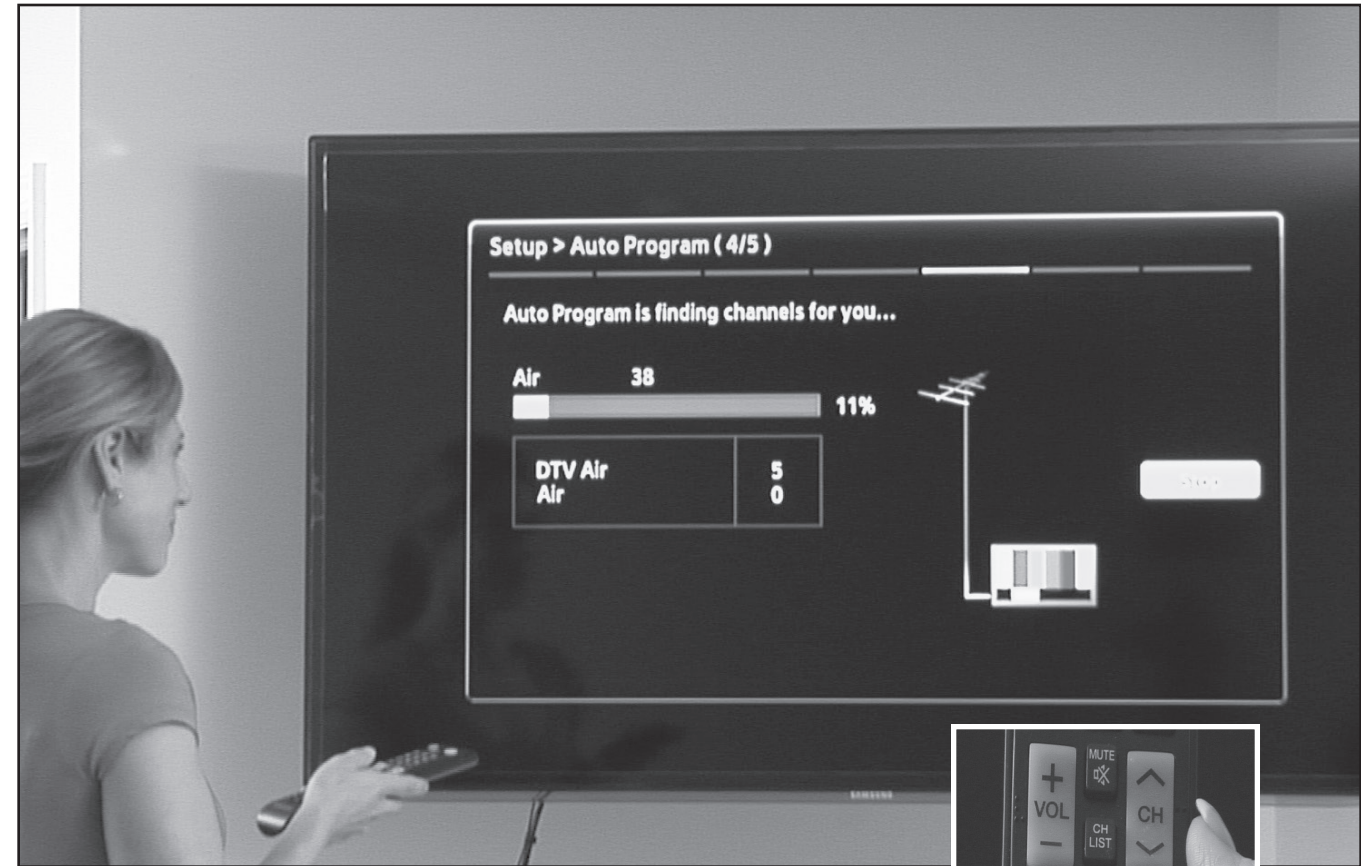 Setup > Auto Program ( 4/5 )
Auto Program is finding channels for you...
Air 38
11%
DTV Air 5
Air 0
SAMSUNG
MUTE
+
VOL
−
CH
LIST
CH